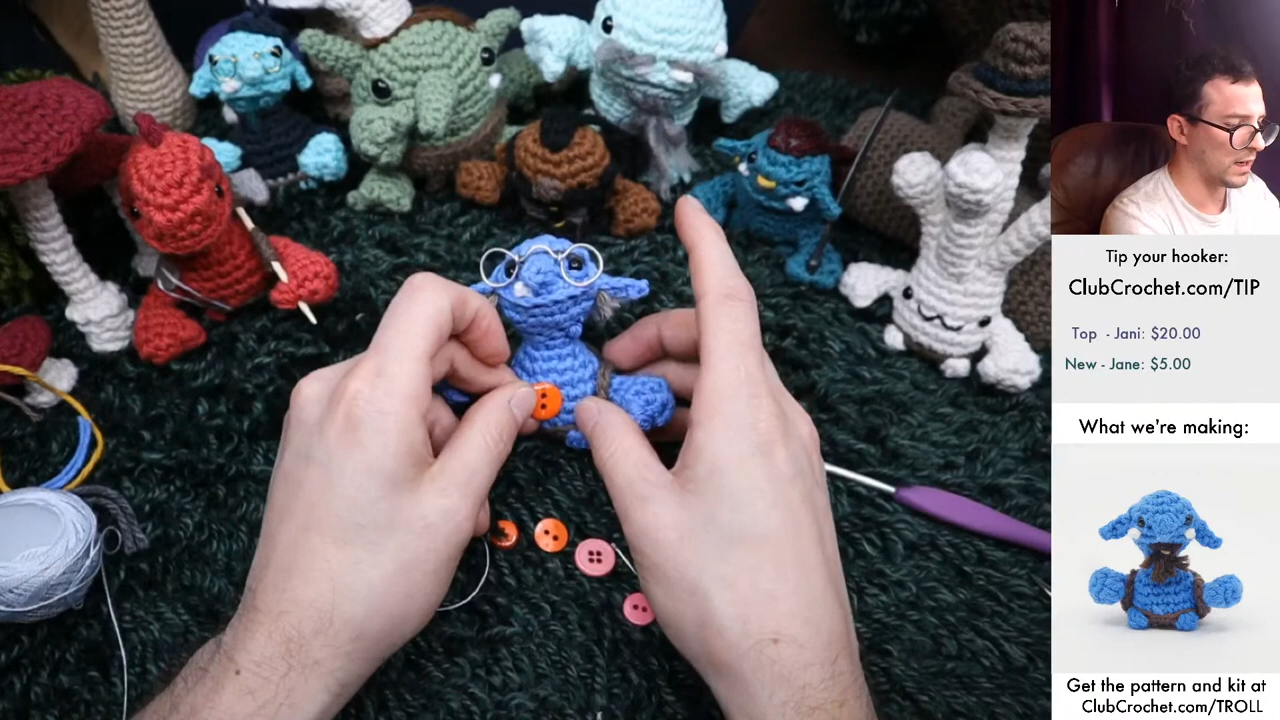 Tip your hooker:
ClubCrochet.com/TIP
Top - Jani: $20.00
New - Jane: $5.00
What we're making:
Get the pattern and kit at
ClubCrochet.com/TROLL